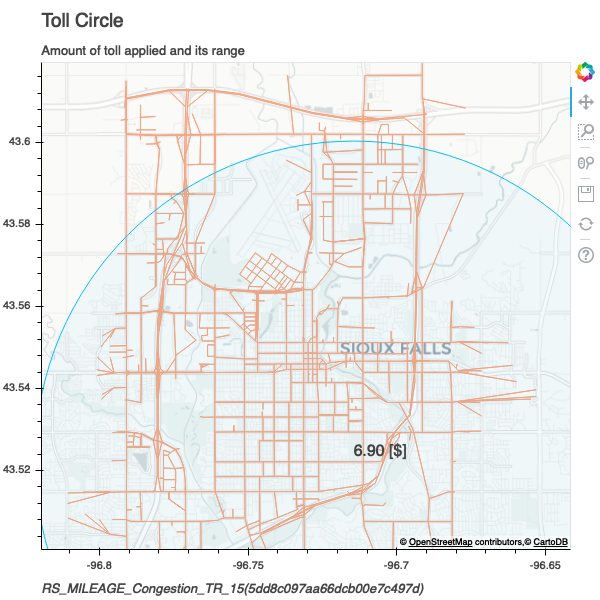 Toll Circle
Amount of toll applied and its range
43.6
43.58
43.56
SIOUX FALLS
43.54
6.90 [$]
43.52
© OpenStreetMap contributors,© CartoDB
-96.8
-96.75
-96.7
-96.65
RS_MILEAGE_Congestion_TR_15(5dd8c097aa66dcb00e7c497d)